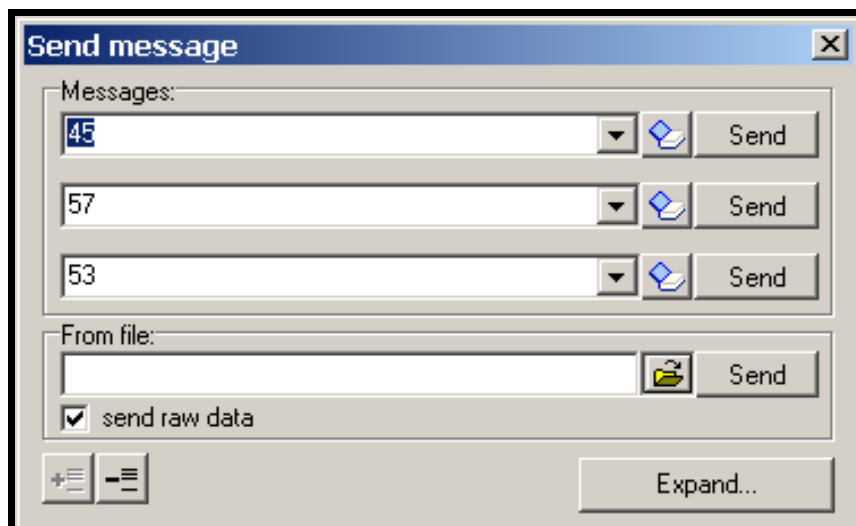 Send message
Messages:
45 Send
57 Send
53 Send
From file:
Send
send raw data
Expand...